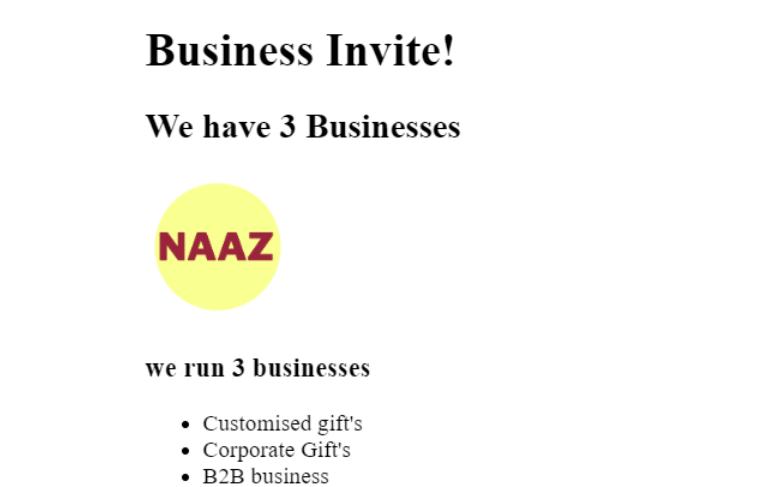 Business Invite!
We have 3 Businesses
NAAZ
we run 3 businesses
Customised gift's
Corporate Gift's
B2B business